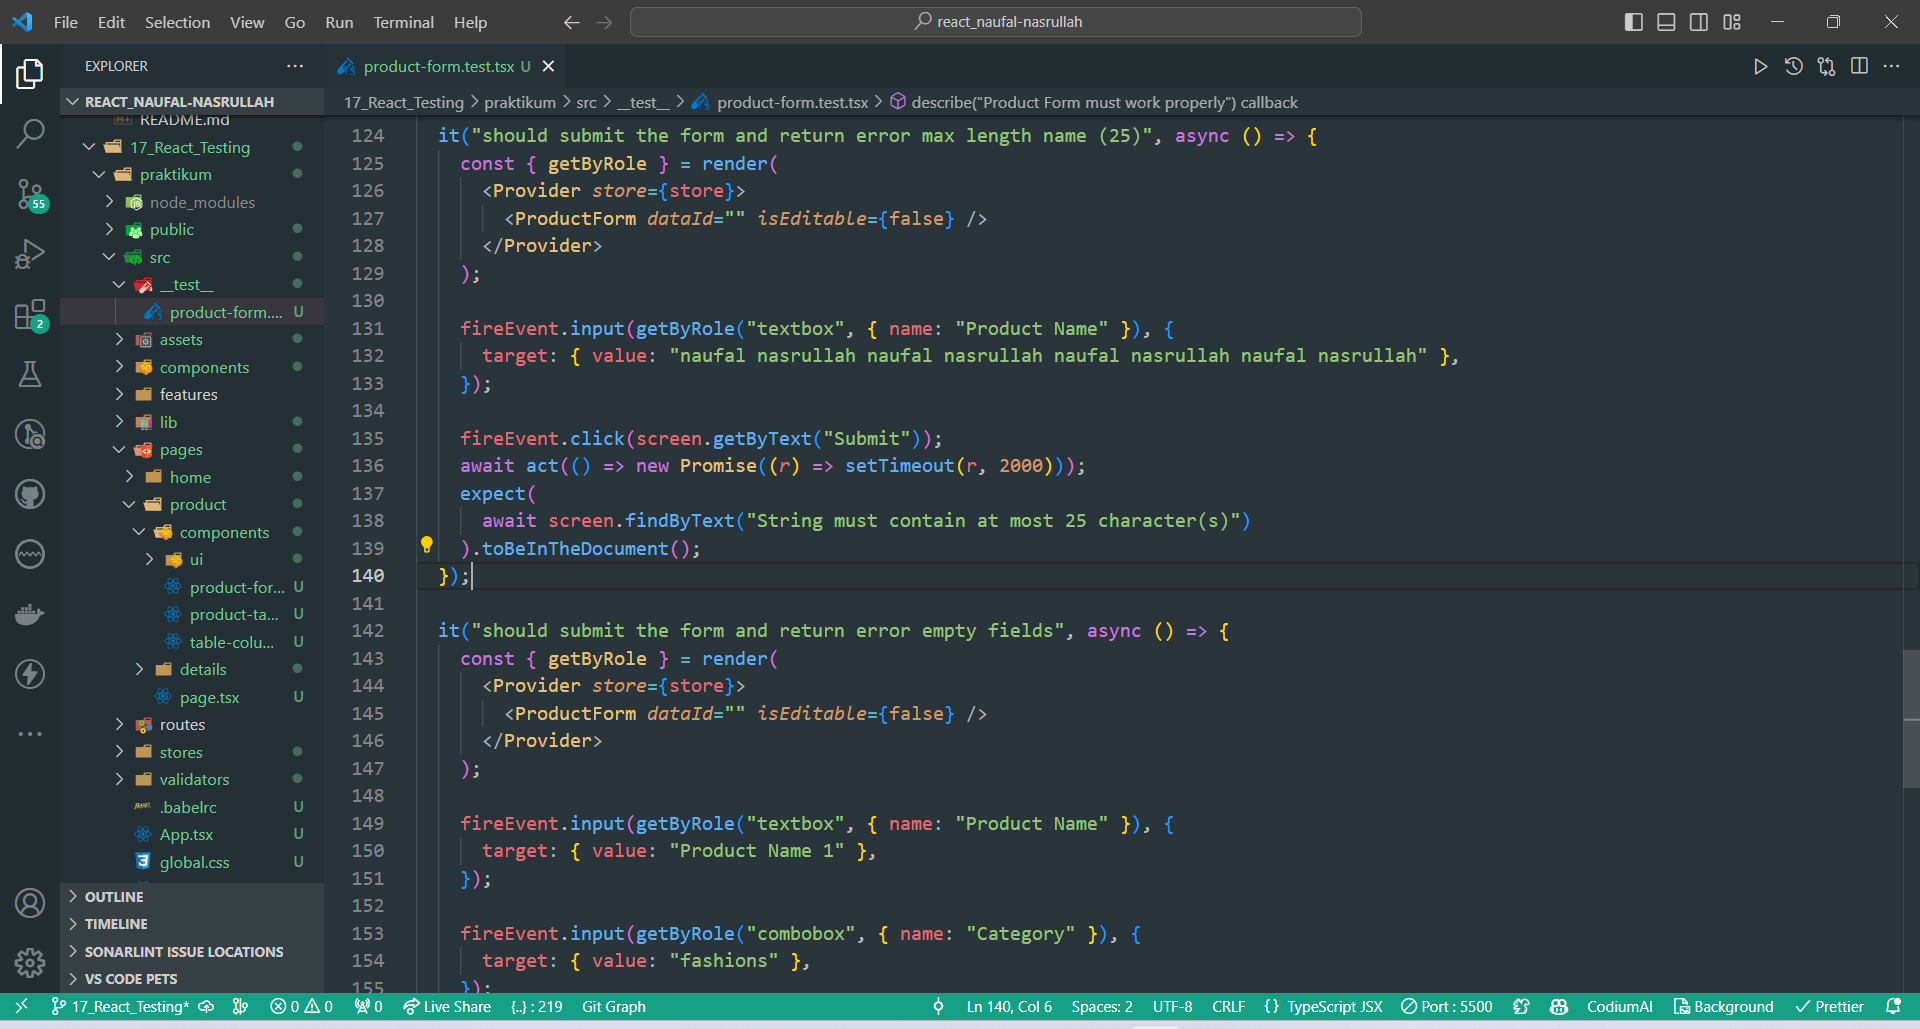 File Edit Selection View Go Run Terminal Help
react_naufal-nasrullah
EXPLORER
product-form.test.tsx U
REACT_NAUFAL-NASRULLAH
17_React_Testing > praktikum > src > __test__ > product-form.test.tsx > describe("Product Form must work properly") callback
README.md
17_React_Testing
praktikum
node_modules
public
src
__test__
product-form.... U
assets
components
features
lib
pages
home
product
components
ui
product-for... U
product-ta... U
table-colu... U
details
page.tsx U
routes
stores
validators
.babelrc U
App.tsx U
global.css U
OUTLINE
TIMELINE
SONARLINT ISSUE LOCATIONS
VS CODE PETS
55
2
124 it("should submit the form and return error max length name (25)", async () => {
125 const { getByRole } = render(
126 <Provider store={store}>
127 <ProductForm dataId="" isEditable={false} />
128 </Provider>
129 );
130
131 fireEvent.input(getByRole("textbox", { name: "Product Name" }), {
132 target: { value: "naufal nasrullah naufal nasrullah naufal nasrullah naufal nasrullah" },
133 });
134
135 fireEvent.click(screen.getByText("Submit"));
136 await act(() => new Promise((r) => setTimeout(r, 2000)));
137 expect(
138 await screen.findByText("String must contain at most 25 character(s)")
139 ).toBeInTheDocument();
140 });
141
142 it("should submit the form and return error empty fields", async () => {
143 const { getByRole } = render(
144 <Provider store={store}>
145 <ProductForm dataId="" isEditable={false} />
146 </Provider>
147 );
148
149 fireEvent.input(getByRole("textbox", { name: "Product Name" }), {
150 target: { value: "Product Name 1" },
151 });
152
153 fireEvent.input(getByRole("combobox", { name: "Category" }), {
154 target: { value: "fashions" },
155 });
17_React_Testing* 0 0 0 Live Share {..} : 219 Git Graph Ln 140, Col 6 Spaces: 2 UTF-8 CRLF {} TypeScript JSX Port : 5500 CodiumAI Background Prettier